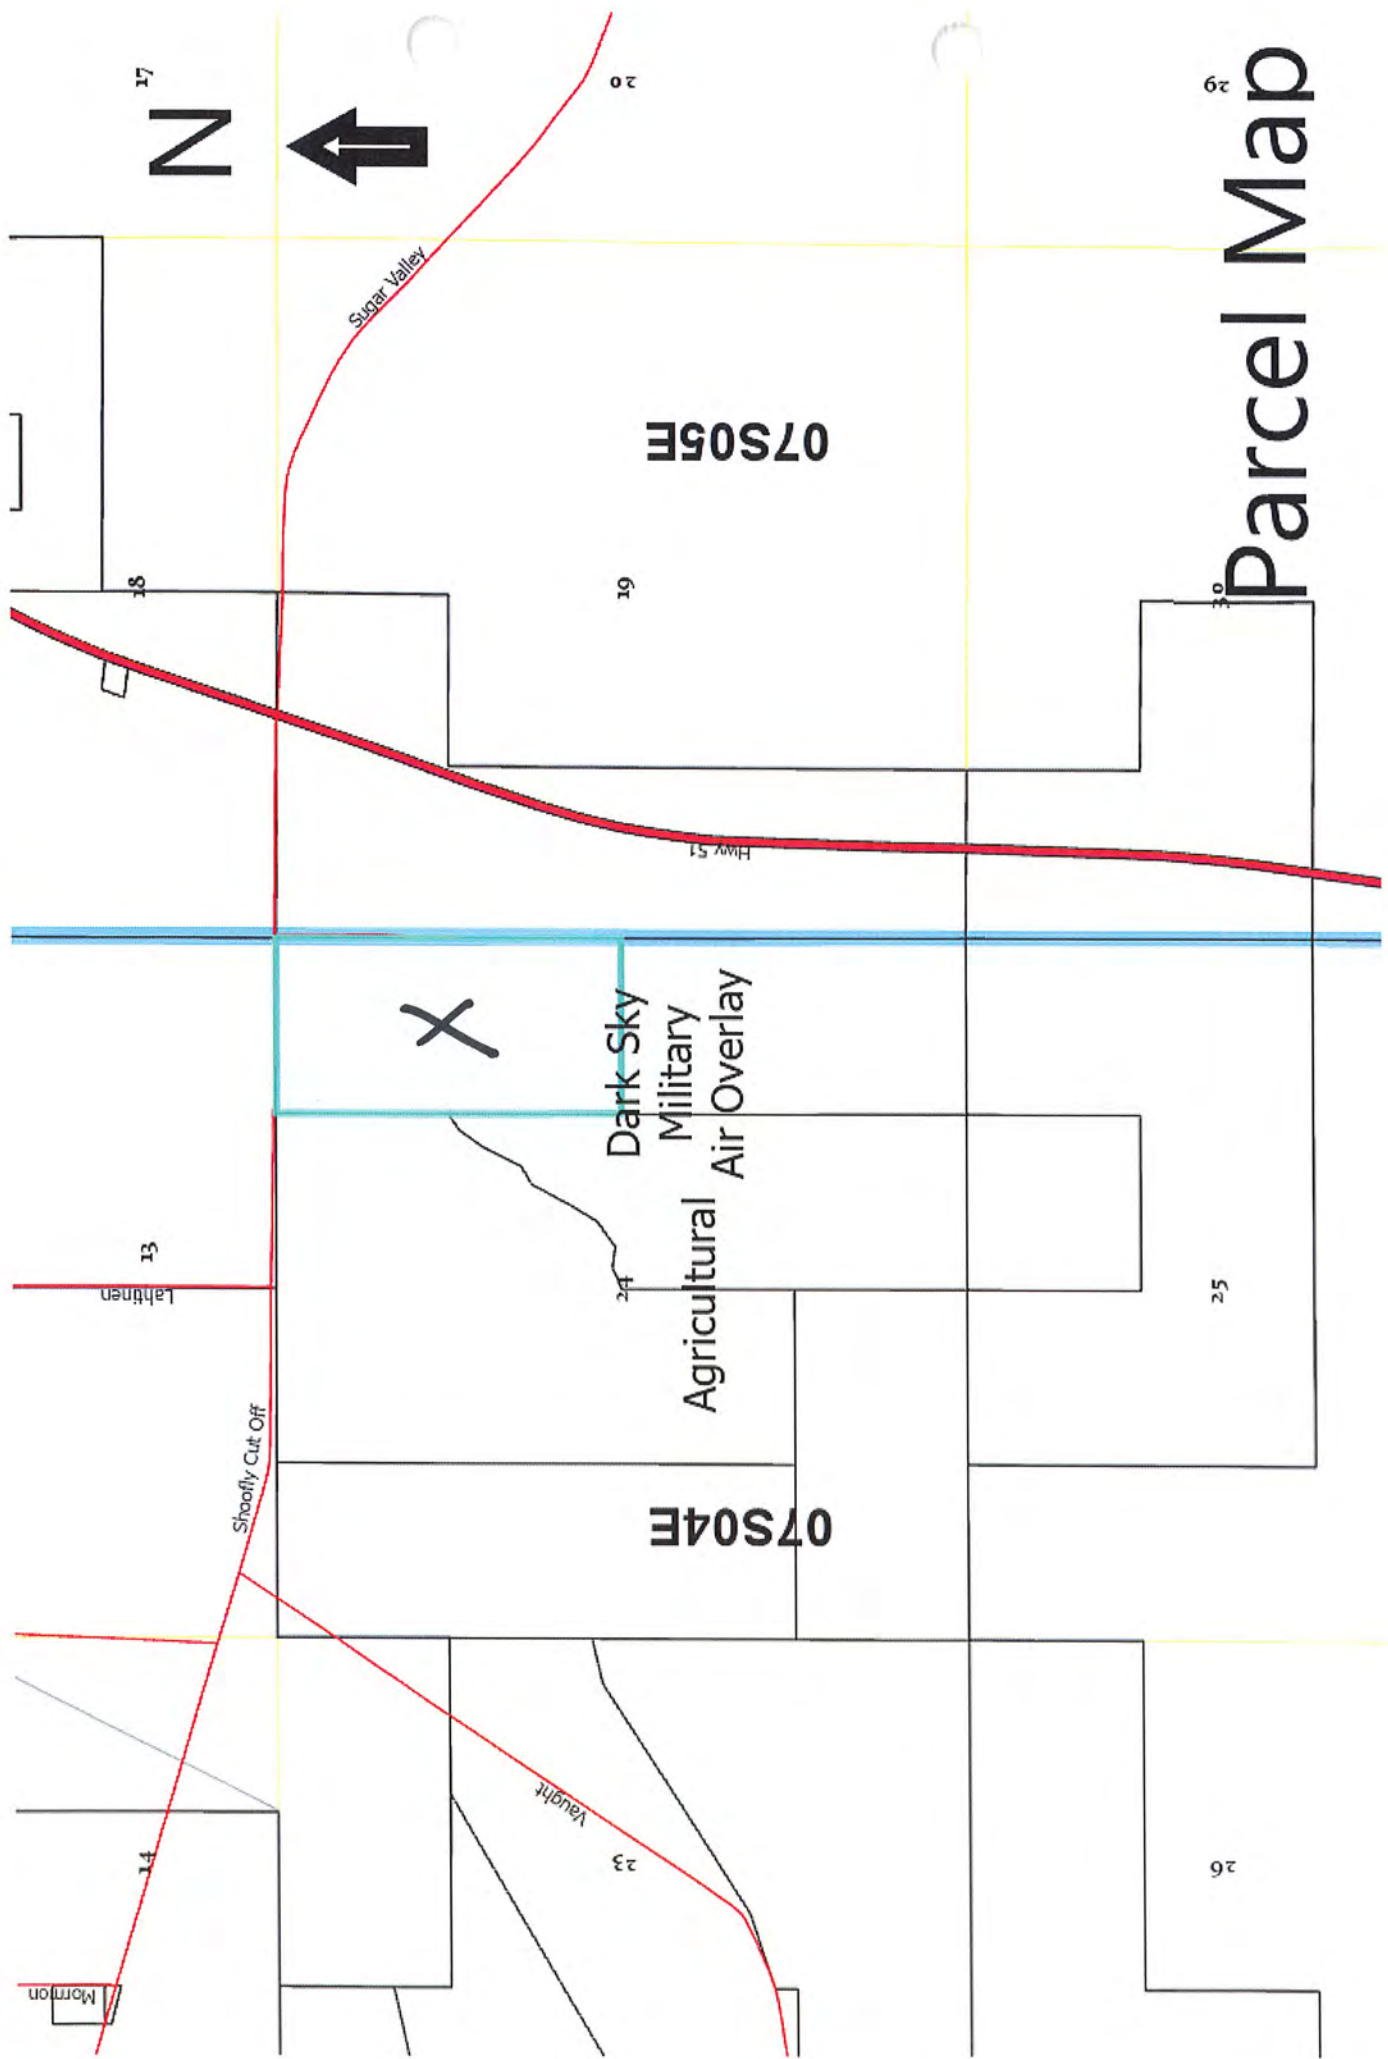 N
17
18
13
14
Mormon
Lahtinen
Shoofly Cut Off
Sugar Valley
20
19
24
23
07S05E
07S04E
Hwy 51
Dark Sky
Military
Air Overlay
Agricultural
X
Vaught
29
30
25
26
Parcel Map